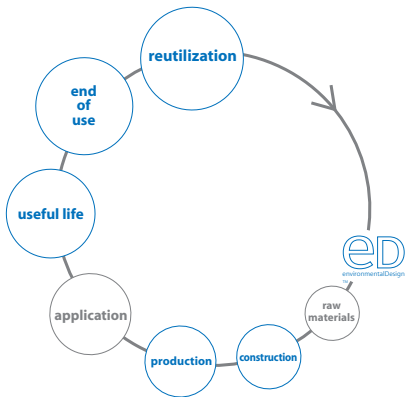 reutilization
end
of
use
useful life
application
production
construction
raw
materials
eD
environmentalDesign
™